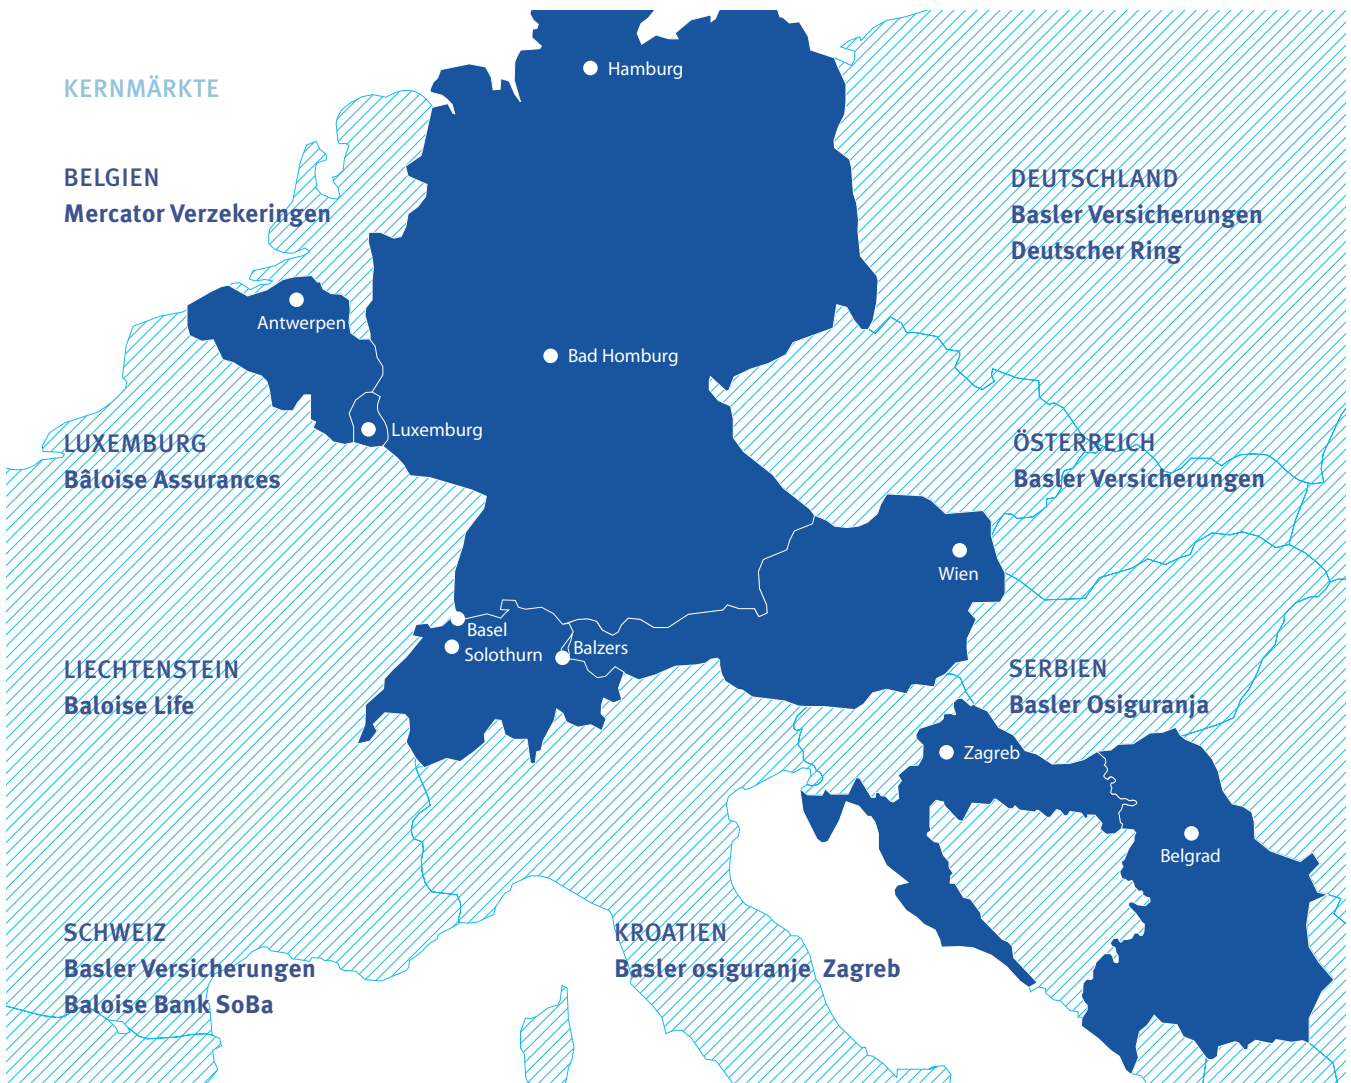 KERNMÄRKTE
BELGIEN
Mercator Verzekeringen
DEUTSCHLAND
Basler Versicherungen
Deutscher Ring
LUXEMBURG
Bâloise Assurances
ÖSTERREICH
Basler Versicherungen
LIECHTENSTEIN
Baloise Life
SERBIEN
Basler Osiguranja
SCHWEIZ
Basler Versicherungen
Baloise Bank SoBa
KROATIEN
Basler osiguranje Zagreb
Hamburg
Antwerpen
Bad Homburg
Luxemburg
Wien
Basel
Solothurn
Balzers
Zagreb
Belgrad